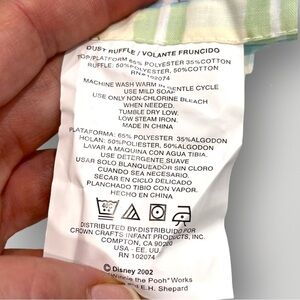 DUST RUFFLE / VOLANTE FRUNCIDO
TOP/PLATFORM 65% POLYESTER 35%COTTON
RUFFLE: 50%POLYESTER, 50%COTTON
RN#102074
MACHINE WASH WARM IN GENTLE CYCLE
USE MILD SOAP
USE ONLY NON-CHLORINE BLEACH
WHEN NEEDED.
TUMBLE DRY LOW.
LOW STEAM IRON.
MADE IN CHINA
PLATAFORMA: 65% POLYESTER 35%ALGODON
HOLAN: 50%POLIESTER, 50%ALGODON
LAVAR A MAQUINA CON AGUA TIBIA.
USE DETERGENTE SUAVE
USAR SOLO BLANQUEADOR SIN CLORO
CUANDO SEA NECESARIO.
SECAR EN CICLO DELICADO
PLANCHADO TIBIO CON VAPOR.
HECHO EN CHINA
DISTRIBUTED BY-DISTRIBUIDO FOR
CROWN CRAFTS INFANT PRODUCTS, INC.
COMPTON, CA 90220
USA - EE. UU.
RN 102074
© Disney 2002
"Winnie the Pooh" Works
E.H. Shepard